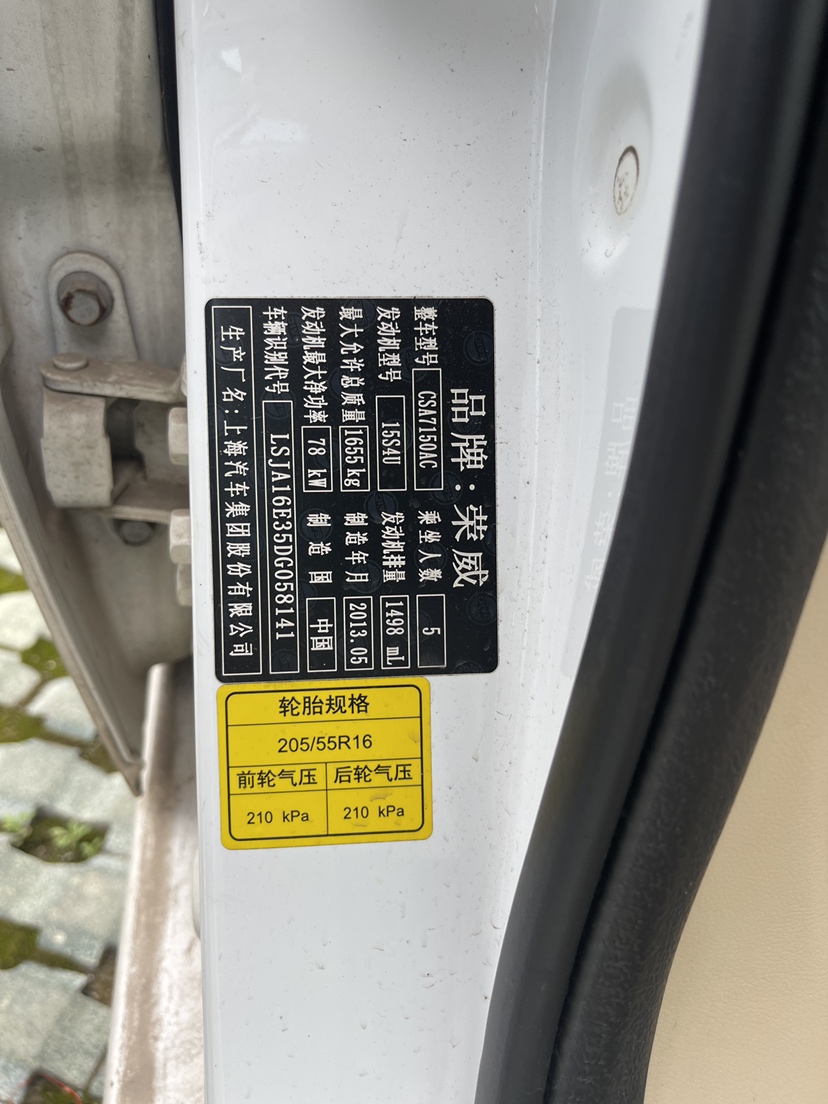 品牌:荣威
整车型号 CSA7150AC 乘坐人数 5
发动机型号 15S4U 发动机排量 1498 mL
最大允许总质量 1655kg 制造年月 2013.05
发动机最大净功率 78 kW 制造国 中国
车辆识别代号 LSJA16E35DG058141
生产厂名:上海汽车集团股份有限公司
轮胎规格
205/55R16
前轮气压 后轮气压
210 kPa 210 kPa